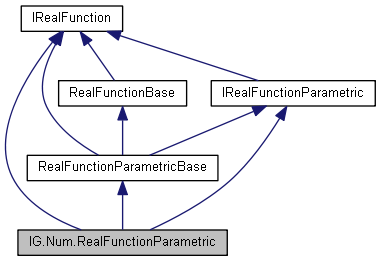 IRealFunction
RealFunctionBase
IRealFunctionParametric
RealFunctionParametricBase
IG.Num.RealFunctionParametric